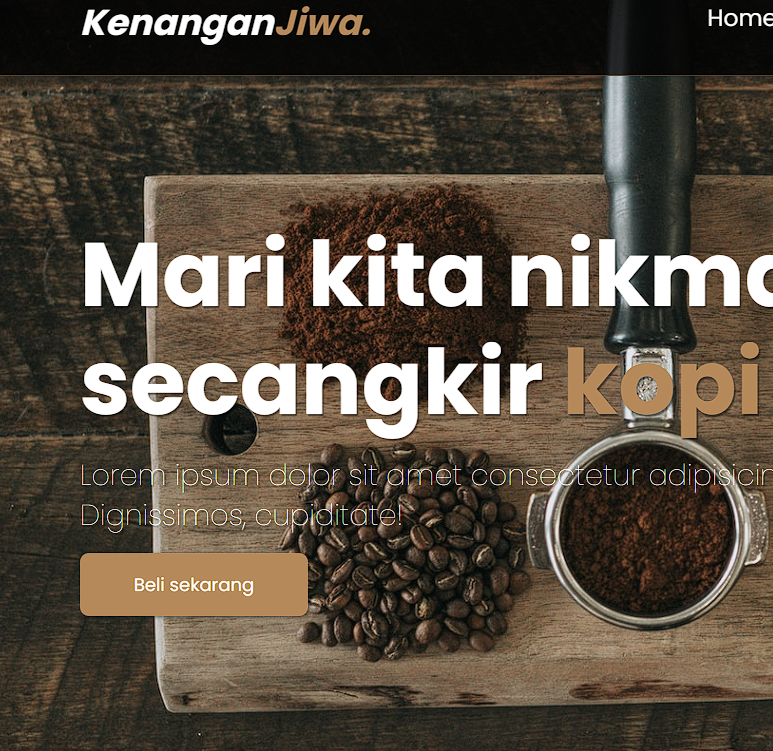 KenanganJiwa.
Home
Mari kita nikma
secangkir kopi
Lorem ipsum dolor sit amet consectetur adipisicin
Dignissimos, cupiditate!
Beli sekarang